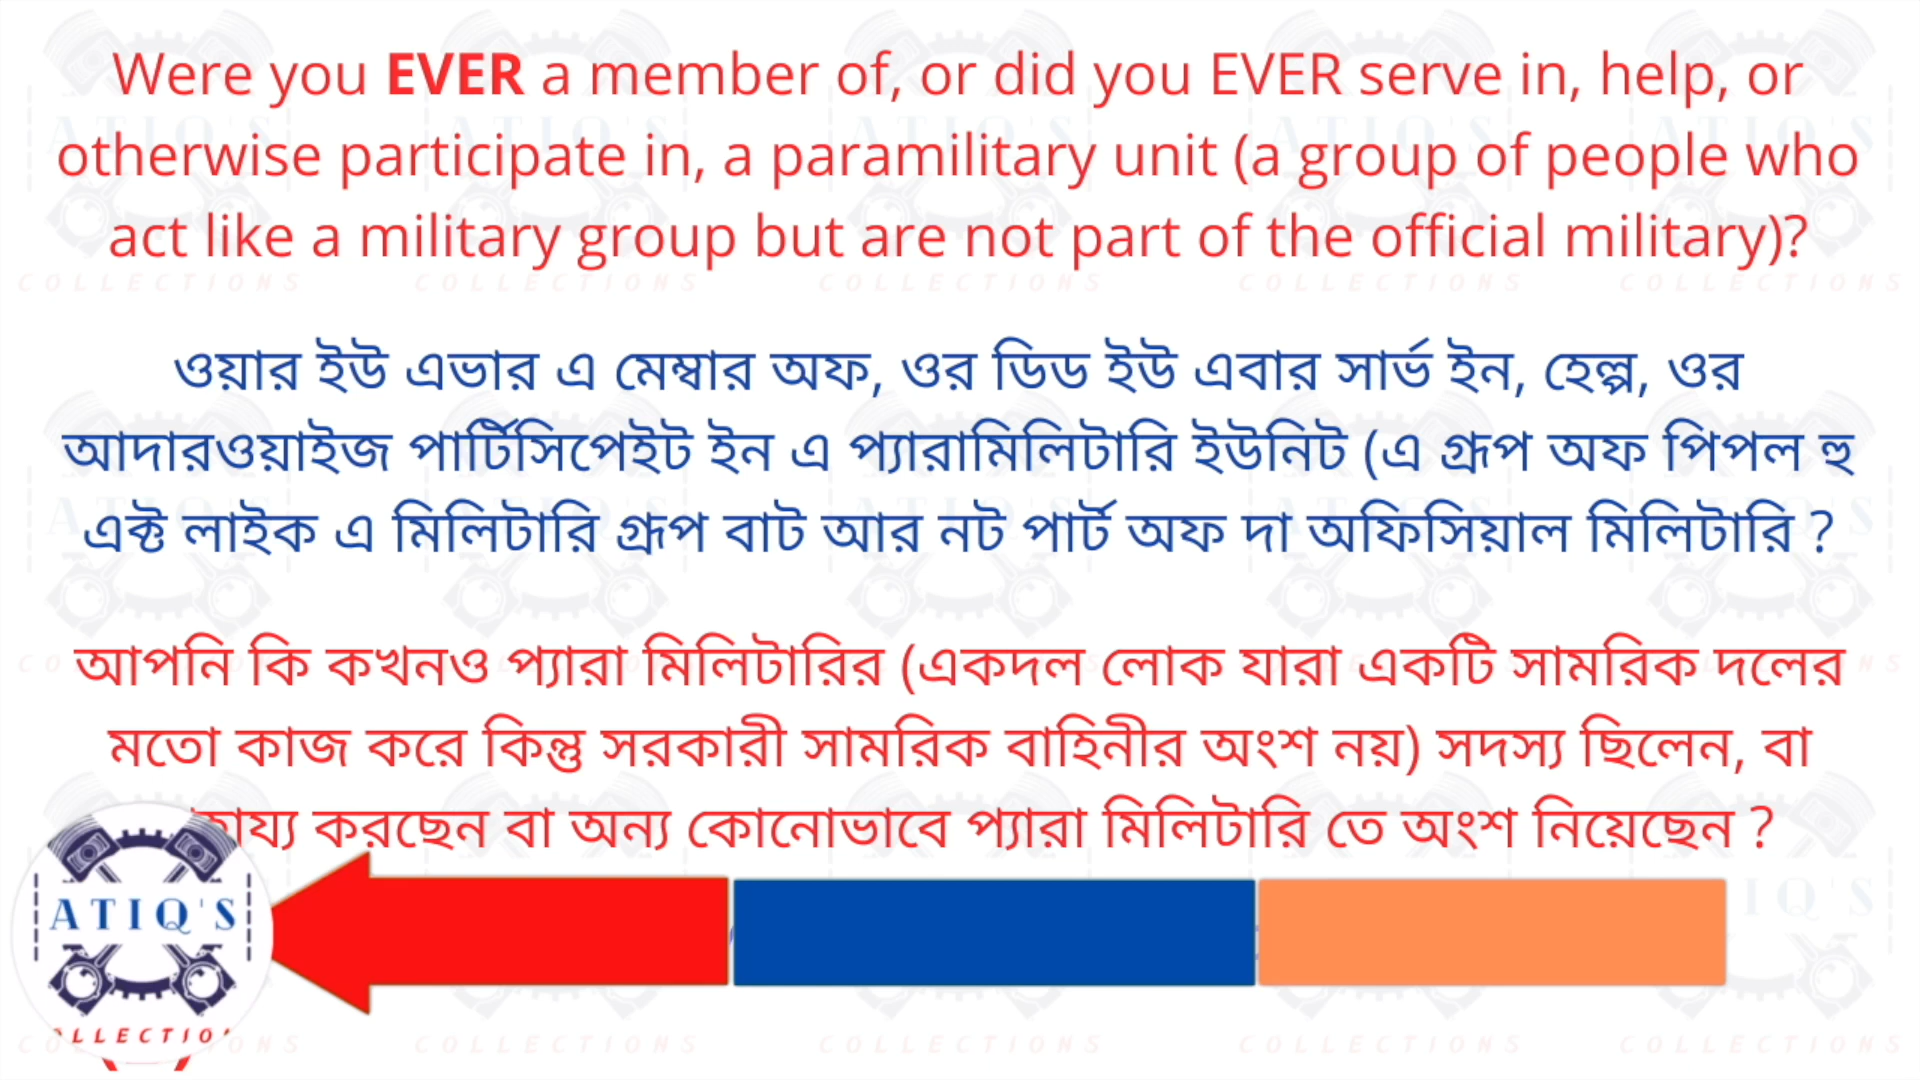 Were you EVER a member of, or did you EVER serve in, help, or
otherwise participate in, a paramilitary unit (a group of people who
act like a military group but are not part of the official military)?
ওয়ার ইউ এভার এ মেম্বার অফ, ওর ডিড ইউ এবার সার্ভ ইন, হেল্প, ওর
আদারওয়াইজ পার্টিসিপেইট ইন এ প্যারামিলিটারি ইউনিট (এ গ্রূপ অফ পিপল হু
এক্ট লাইক এ মিলিটারি গ্রূপ বাট আর নট পার্ট অফ দা অফিসিয়াল মিলিটারি ?
আপনি কি কখনও প্যারা মিলিটারির (একদল লোক যারা একটি সামরিক দলের
মতো কাজ করে কিন্তু সরকারী সামরিক বাহিনীর অংশ নয়) সদস্য ছিলেন, বা
করছেন বা অন্য কোনোভাবে প্যারা মিলিটারি তে অংশ নিয়েছেন ?
ATIQ'S